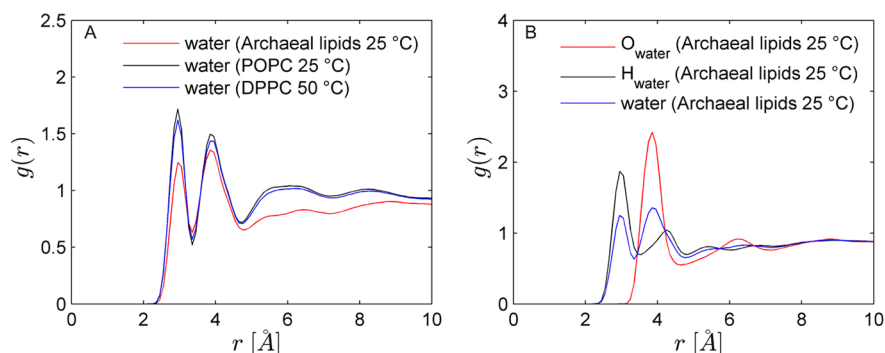 A
water (Archaeal lipids 25 °C)
water (POPC 25 °C)
water (DPPC 50 °C)
g(r)
2.5
2
1.5
1
0.5
0
0 2 4 6 8 10
r [Å]
B
O_water (Archaeal lipids 25 °C)
H_water (Archaeal lipids 25 °C)
water (Archaeal lipids 25 °C)
g(r)
4
3
2
1
0
0 2 4 6 8 10
r [Å]